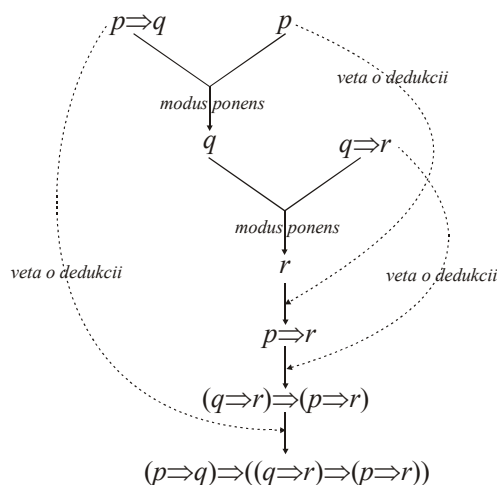 p⇒q p
veta o dedukcii
modus ponens
q q⇒r
modus ponens
veta o dedukcii r veta o dedukcii
p⇒r
(q⇒r)⇒(p⇒r)
(p⇒q)⇒((q⇒r)⇒(p⇒r))